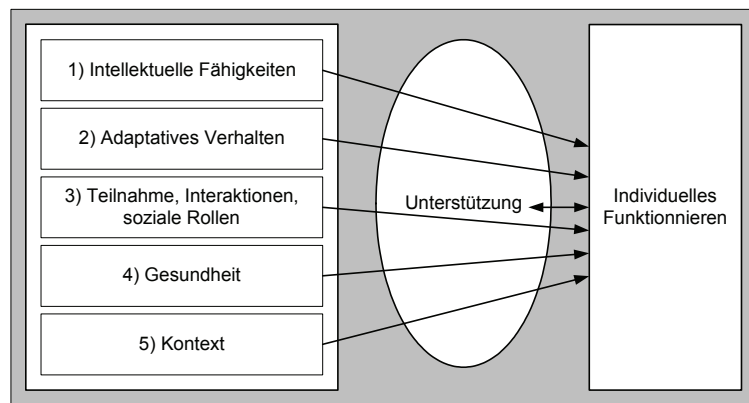 1) Intellektuelle Fähigkeiten
2) Adaptatives Verhalten
3) Teilnahme, Interaktionen,
soziale Rollen
4) Gesundheit
5) Kontext
Unterstützung
Individuelles
Funktionnieren